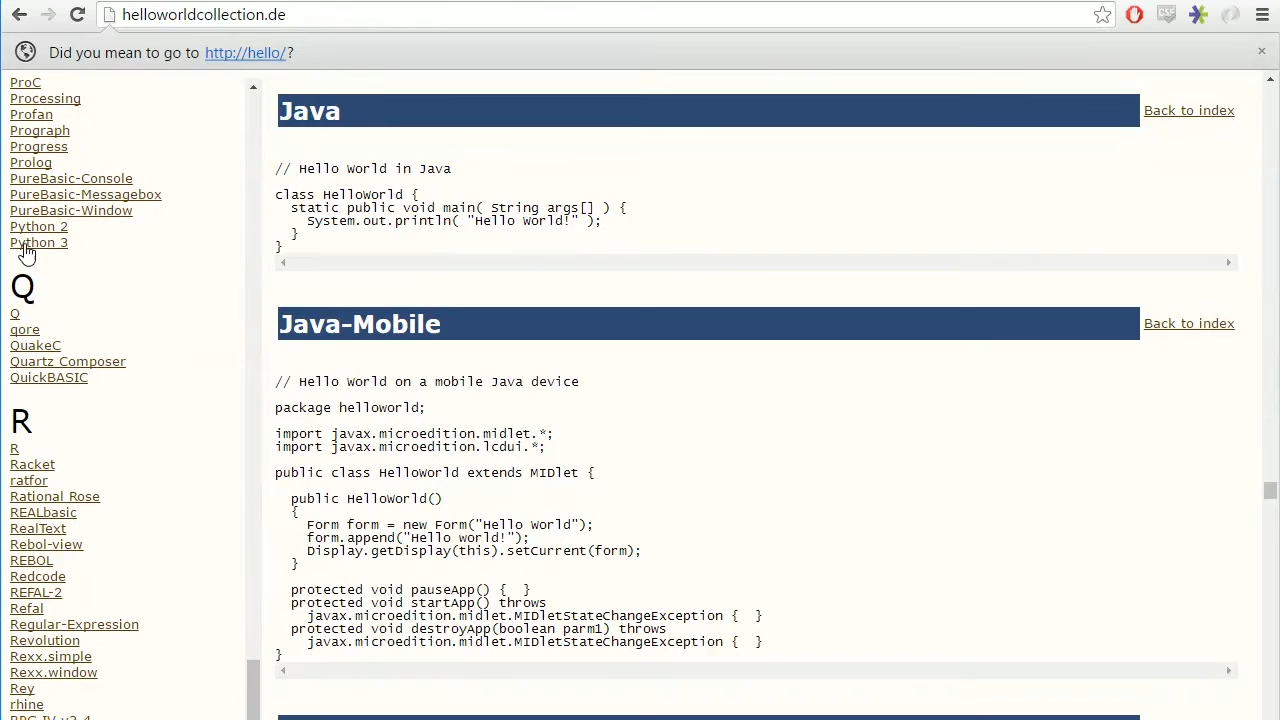 helloworldcollection.de
Did you mean to go to http://hello/?
ProC
Processing
Profan
Prograph
Progress
Prolog
PureBasic-Console
PureBasic-Messagebox
PureBasic-Window
Python 2
Python 3
Q
Q
qore
QuakeC
Quartz Composer
QuickBASIC
R
R
Racket
ratfor
Rational Rose
REALbasic
RealText
Rebol-view
REBOL
Redcode
REFAL-2
Refal
Regular-Expression
Revolution
Rexx.simple
Rexx.window
Rey
rhine
RPG IV v3.4
Java
Back to index
// Hello World in Java
class HelloWorld {
  static public void main( String args[] ) {
    System.out.println( "Hello World!" );
  }
}
Java-Mobile
Back to index
// Hello World on a mobile Java device
package helloworld;
import javax.microedition.midlet.*;
import javax.microedition.lcdui.*;
public class HelloWorld extends MIDlet {
  public HelloWorld()
  {
    Form form = new Form("Hello World");
    form.append("Hello world!");
    Display.getDisplay(this).setCurrent(form);
  }
  protected void pauseApp() {  }
  protected void startApp() throws
    javax.microedition.midlet.MIDletStateChangeException {  }
  protected void destroyApp(boolean parm1) throws
    javax.microedition.midlet.MIDletStateChangeException {  }
}